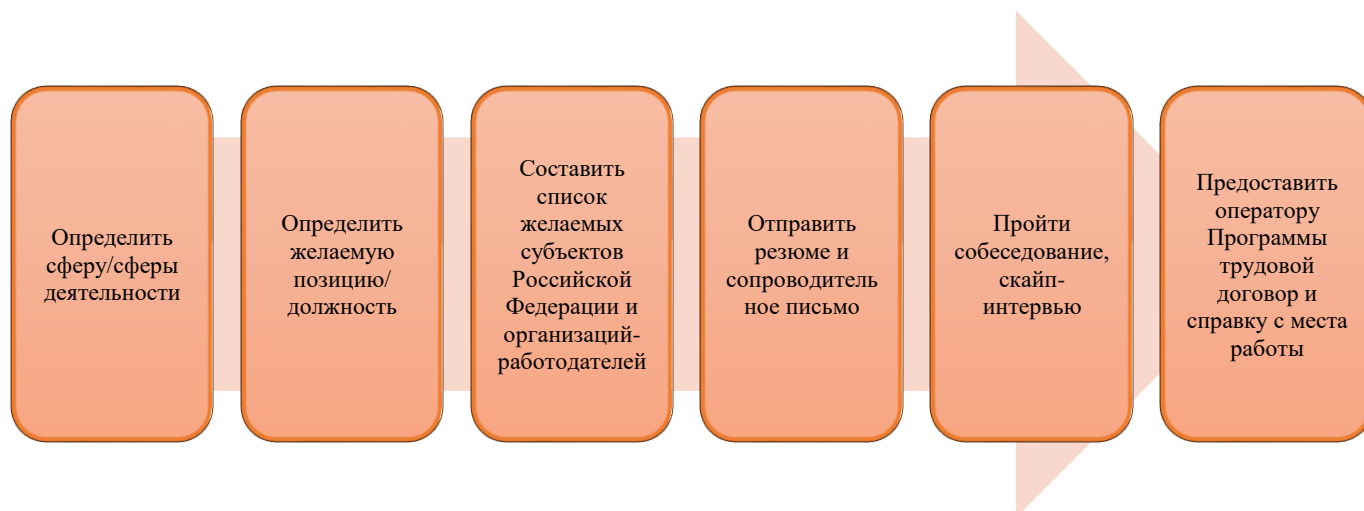 Определить
сферу/сферы
деятельности
Определить
желаемую
позицию/
должность
Составить
список
желаемых
субъектов
Российской
Федерации и
организаций-
работодателей
Отправить
резюме и
сопроводитель
ное письмо
Пройти
собеседование,
скайп-
интервью
Предоставить
оператору
Программы
трудовой
договор и
справку с места
работы